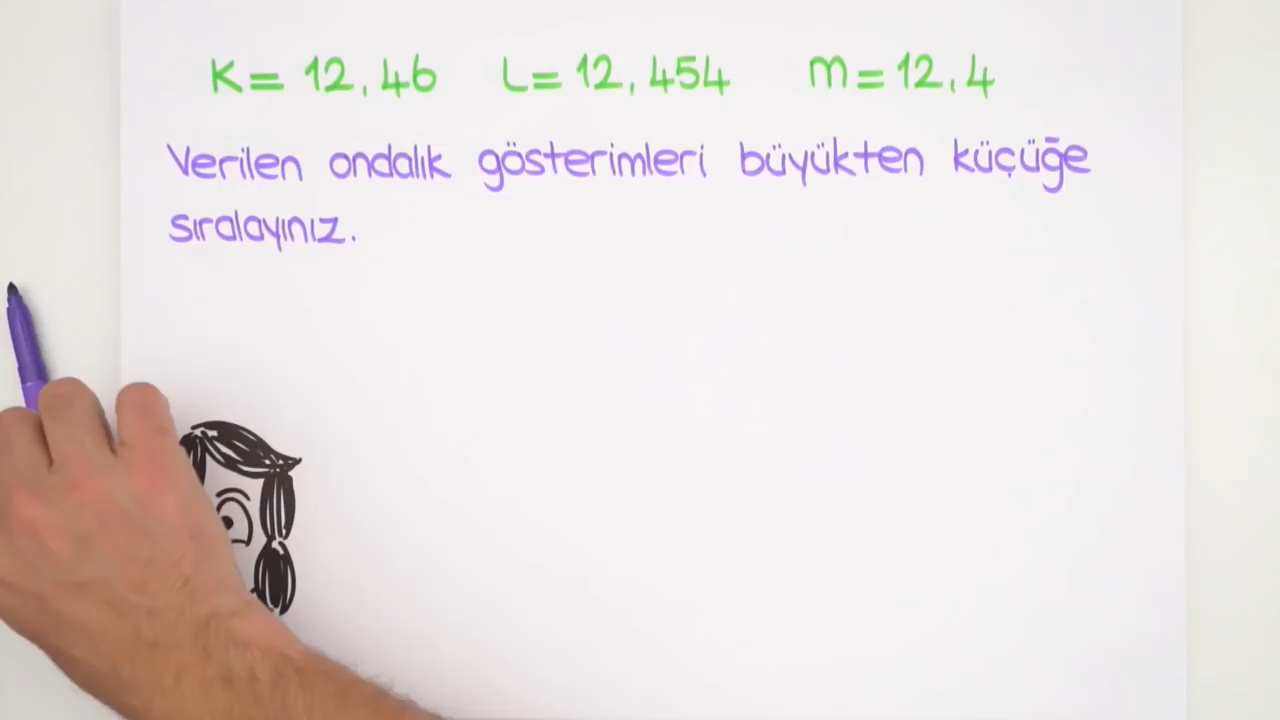 K= 12,46 L= 12,454 M= 12,4
Verilen ondalık gösterimleri büyükten küçüğe
sıralayınız.